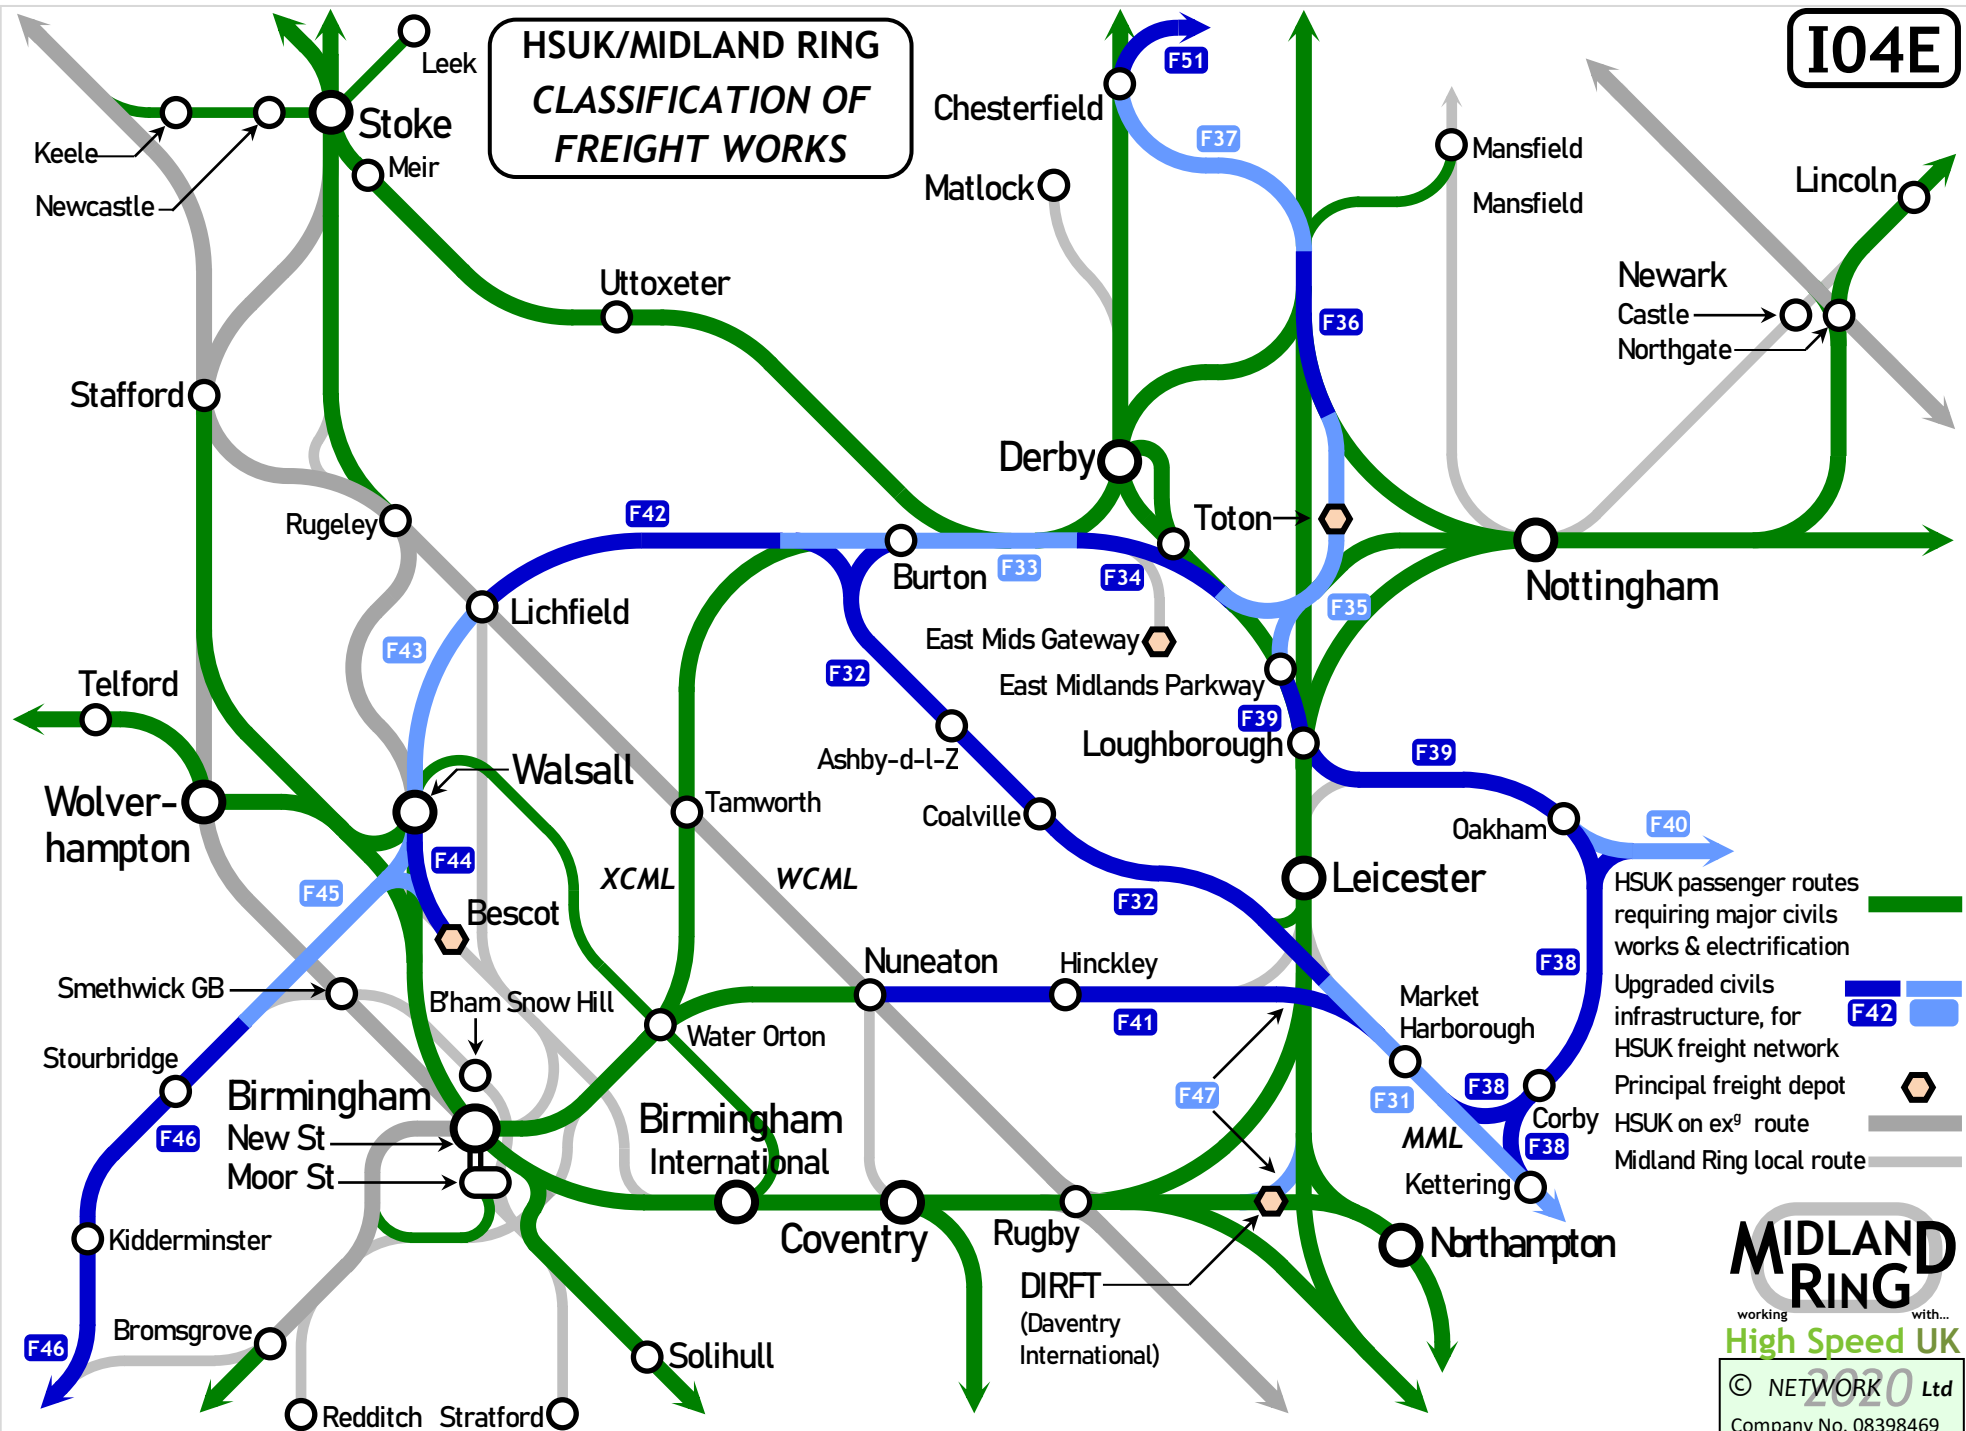 HSUK/MIDLAND RING
CLASSIFICATION OF
FREIGHT WORKS
I04E
Leek
Stoke
Keele
Meir
Newcastle
F51
Chesterfield
F37
Matlock
Mansfield
Mansfield
Lincoln
Uttoxeter
F36
Newark
Castle
Northgate
Stafford
Derby
Rugeley
F42
Toton
Burton
F33
F34
Nottingham
Lichfield
F35
F43
East Mids Gateway
F32
East Midlands Parkway
Telford
F39
Loughborough
F39
Ashby-d-l-Z
Walsall
Wolver-
hampton
Tamworth
Coalville
Oakham
F40
F44
XCML
WCML
Leicester
F45
F32
Bescot
HSUK passenger routes
requiring major civils
works & electrification
Nuneaton
Hinckley
F38
Smethwick GB
B'ham Snow Hill
Market
Harborough
Upgraded civils
infrastructure, for
HSUK freight network
F42
F41
Water Orton
Stourbridge
Birmingham
New St
Moor St
Birmingham
International
F47
F31
F38
Corby
Principal freight depot
HSUK on exᵍ route
Midland Ring local route
F46
MML
F38
Kettering
Kidderminster
Coventry
Rugby
Northampton
DIRFT
(Daventry
International)
F46
Bromsgrove
Solihull
Redditch
Stratford
MIDLAND
RING
working with...
High Speed UK
© NETWORK 2020 Ltd
Company No. 08398469